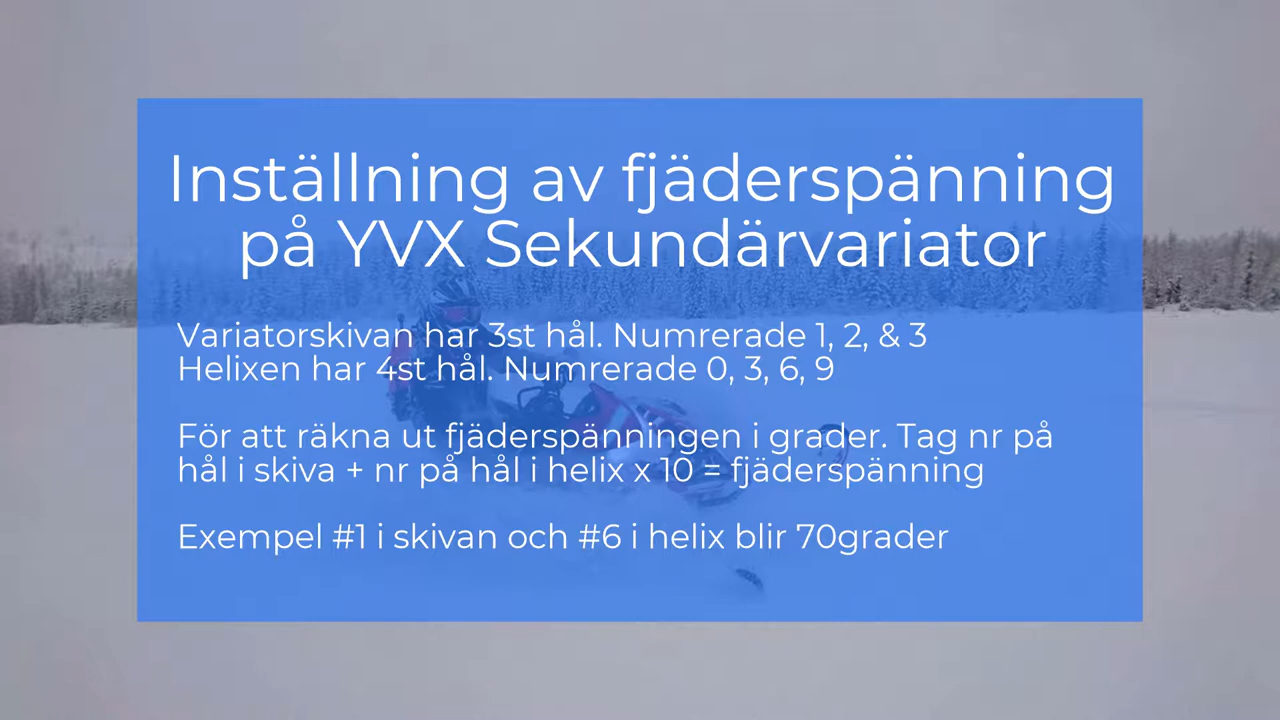 Inställning av fjäderspänning
på YVX Sekundärvariator
Variatorskivan har 3st hål. Numrerade 1, 2, & 3
Helixen har 4st hål. Numrerade 0, 3, 6, 9
För att räkna ut fjäderspänningen i grader. Tag nr på
hål i skiva + nr på hål i helix x 10 = fjäderspänning
Exempel #1 i skivan och #6 i helix blir 70grader